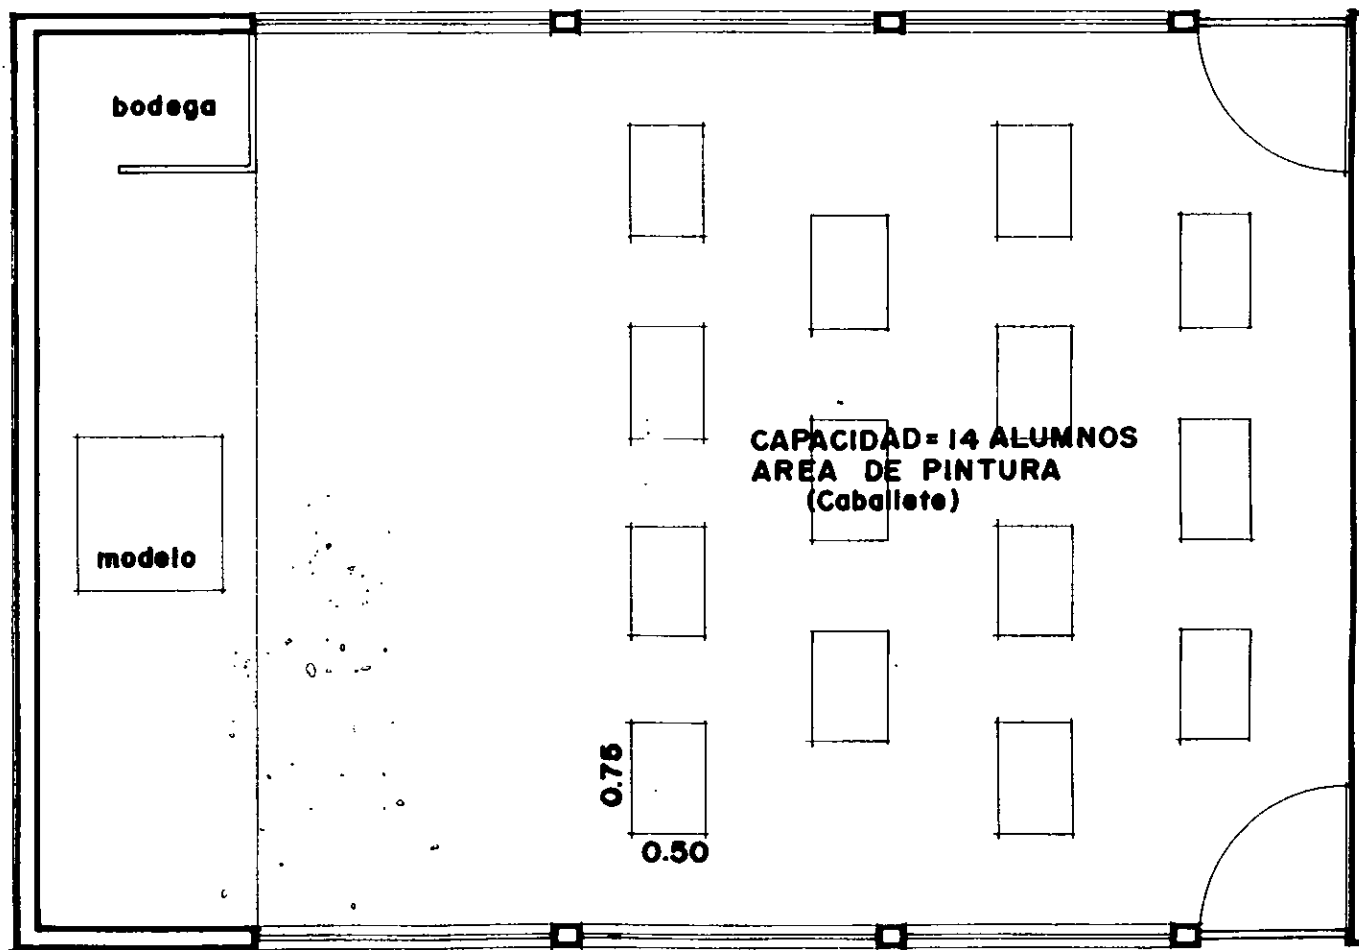 bodega
CAPACIDAD = 14 ALUMNOS
AREA DE PINTURA
(Caballete)
modelo
0.75
0.50